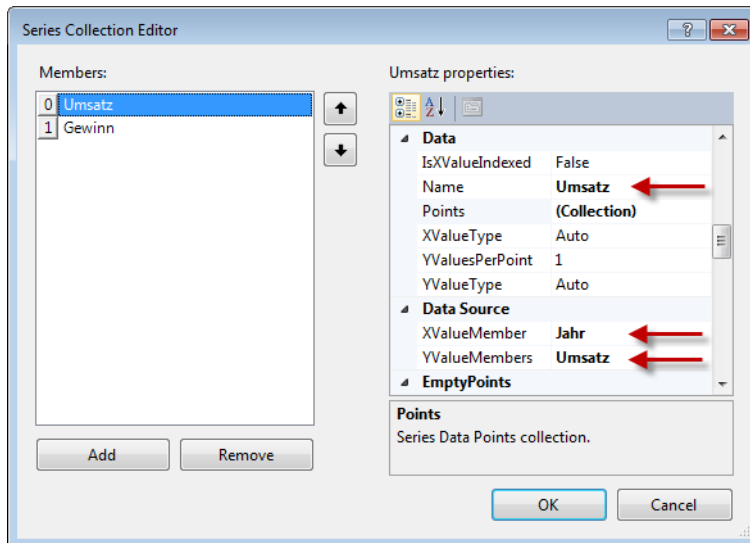 Series Collection Editor
Members:
0 Umsatz
1 Gewinn
Add Remove
Umsatz properties:
Data
IsXValueIndexed False
Name Umsatz
Points (Collection)
XValueType Auto
YValuesPerPoint 1
YValueType Auto
Data Source
XValueMember Jahr
YValueMembers Umsatz
EmptyPoints
Points
Series Data Points collection.
OK Cancel